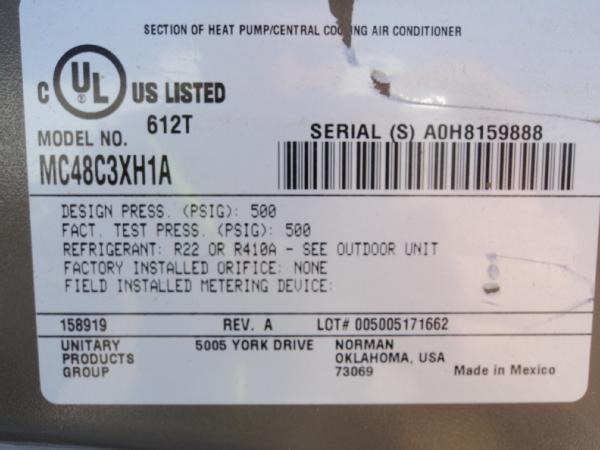 SECTION OF HEAT PUMP/CENTRAL COOLING AIR CONDITIONER
C UL ® US LISTED
612T
MODEL NO.
MC48C3XH1A
SERIAL (S) A0H8159888
DESIGN PRESS. (PSIG): 500
FACT. TEST PRESS. (PSIG): 500
REFRIGERANT: R22 OR R410A - SEE OUTDOOR UNIT
FACTORY INSTALLED ORIFICE: NONE
FIELD INSTALLED METERING DEVICE:
158919 REV. A LOT# 005005171662
UNITARY 5005 YORK DRIVE NORMAN
PRODUCTS OKLAHOMA, USA
GROUP 73069 Made in Mexico